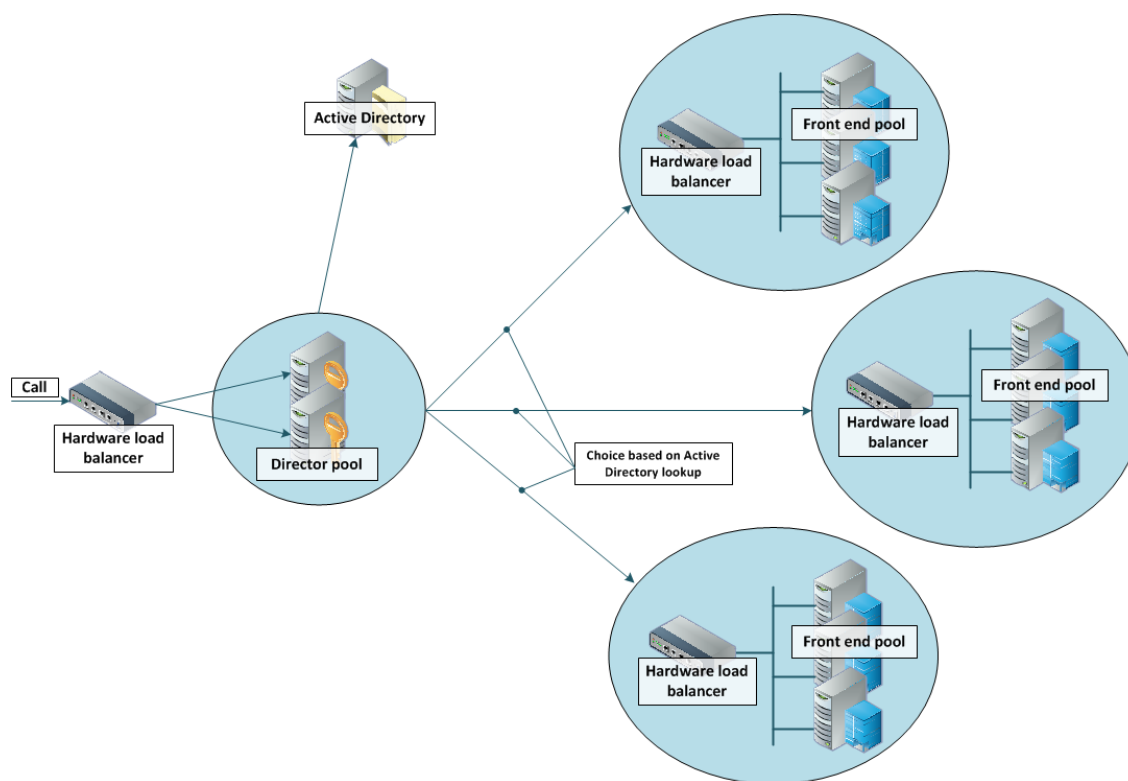 Active Directory
Front end pool
Hardware load
balancer
Call
Hardware load
balancer
Director pool
Choice based on Active
Directory lookup
Front end pool
Hardware load
balancer
Front end pool
Hardware load
balancer